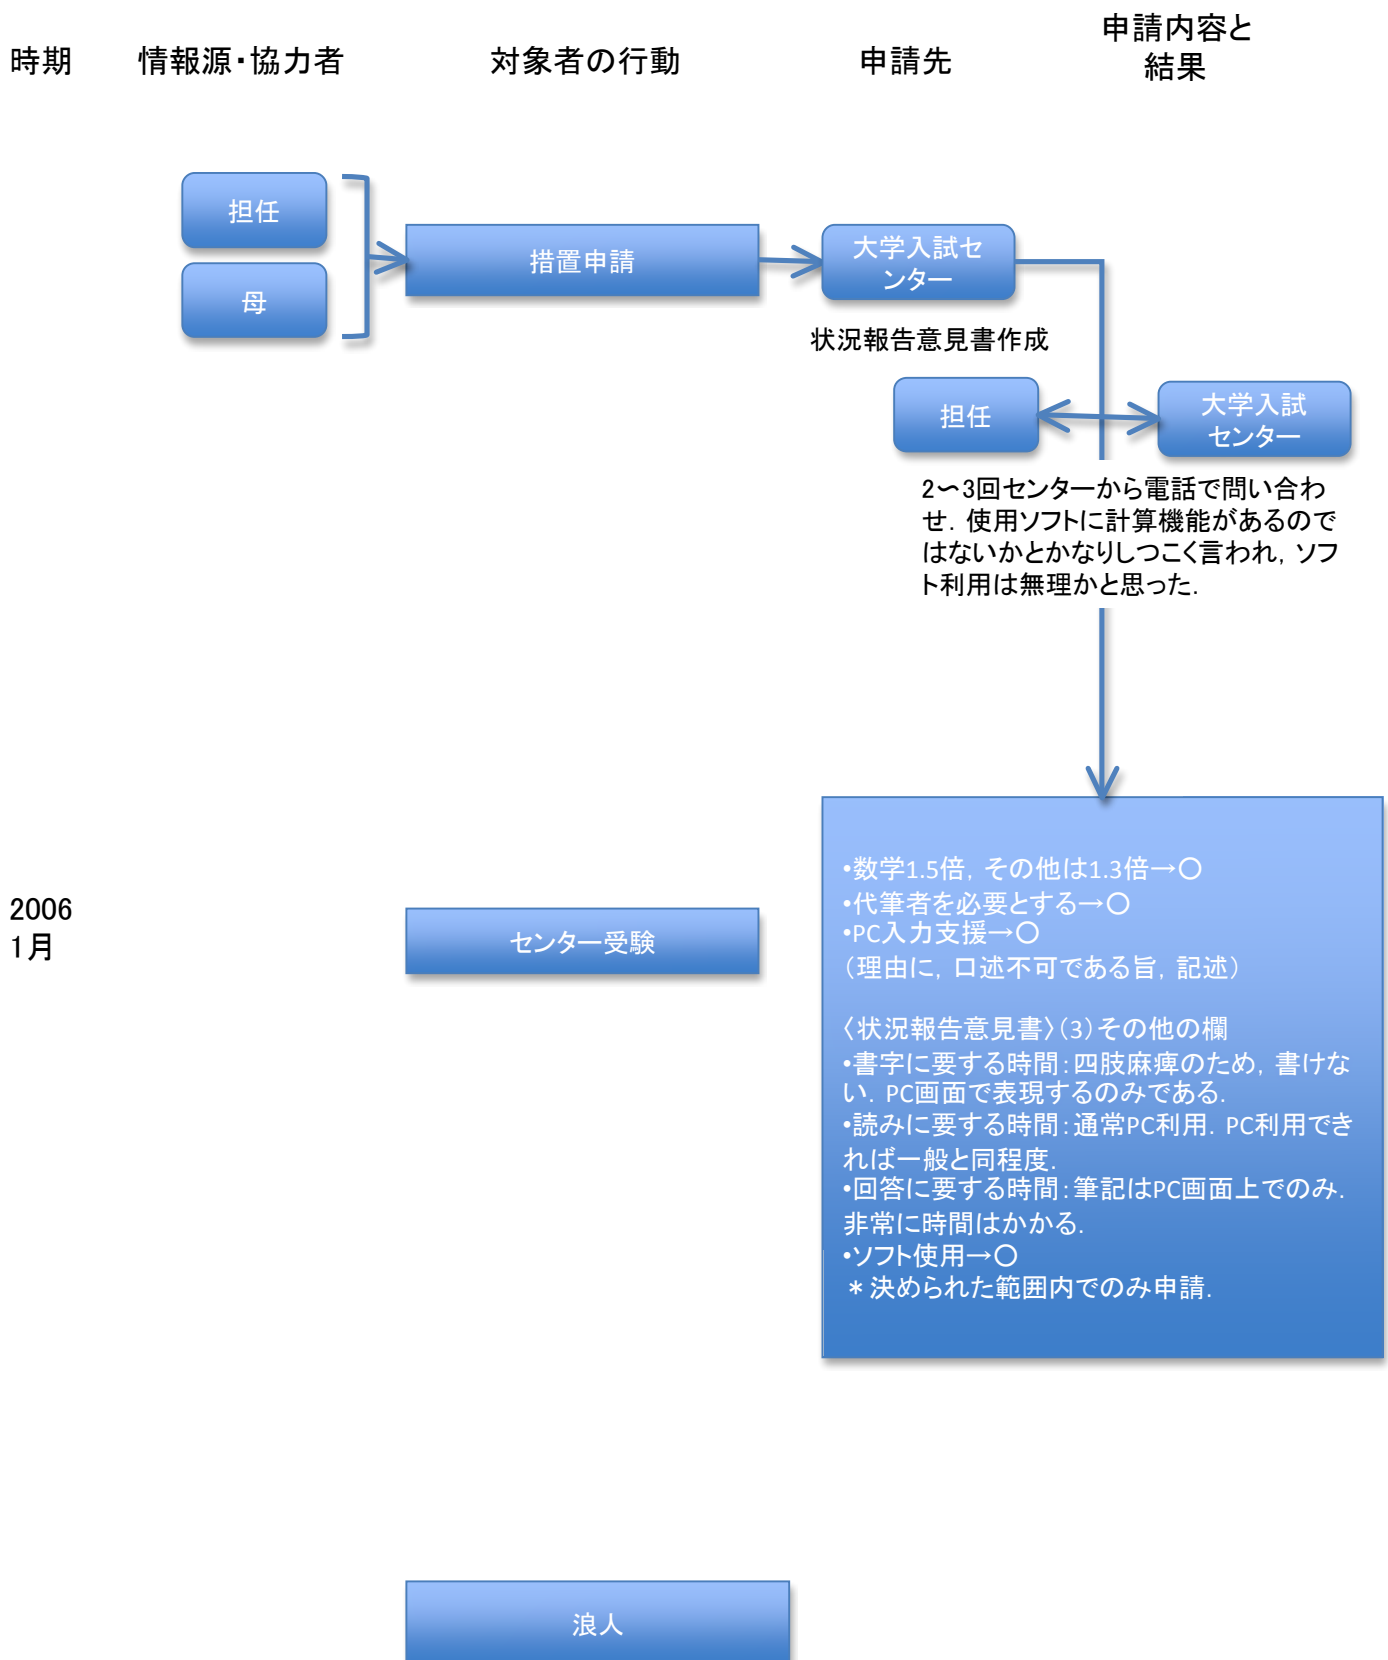 時期
情報源・協力者
対象者の行動
申請先
申請内容と
結果
担任
母
措置申請
大学入試セ
ンター
状況報告意見書作成
担任
大学入試
センター
2〜3回センターから電話で問い合わ
せ．使用ソフトに計算機能があるので
はないかとかなりしつこく言われ，ソフ
ト利用は無理かと思った．
2006
1月
センター受験
•数学1.5倍，その他は1.3倍→〇
•代筆者を必要とする→〇
•PC入力支援→〇
（理由に，口述不可である旨，記述）
〈状況報告意見書〉（3）その他の欄
•書字に要する時間：四肢麻痺のため，書けな
い．PC画面で表現するのみである．
•読みに要する時間：通常PC利用．PC利用でき
れば一般と同程度．
•回答に要する時間：筆記はPC画面上でのみ．
非常に時間はかかる．
•ソフト使用→〇
＊決められた範囲内でのみ申請．
浪人